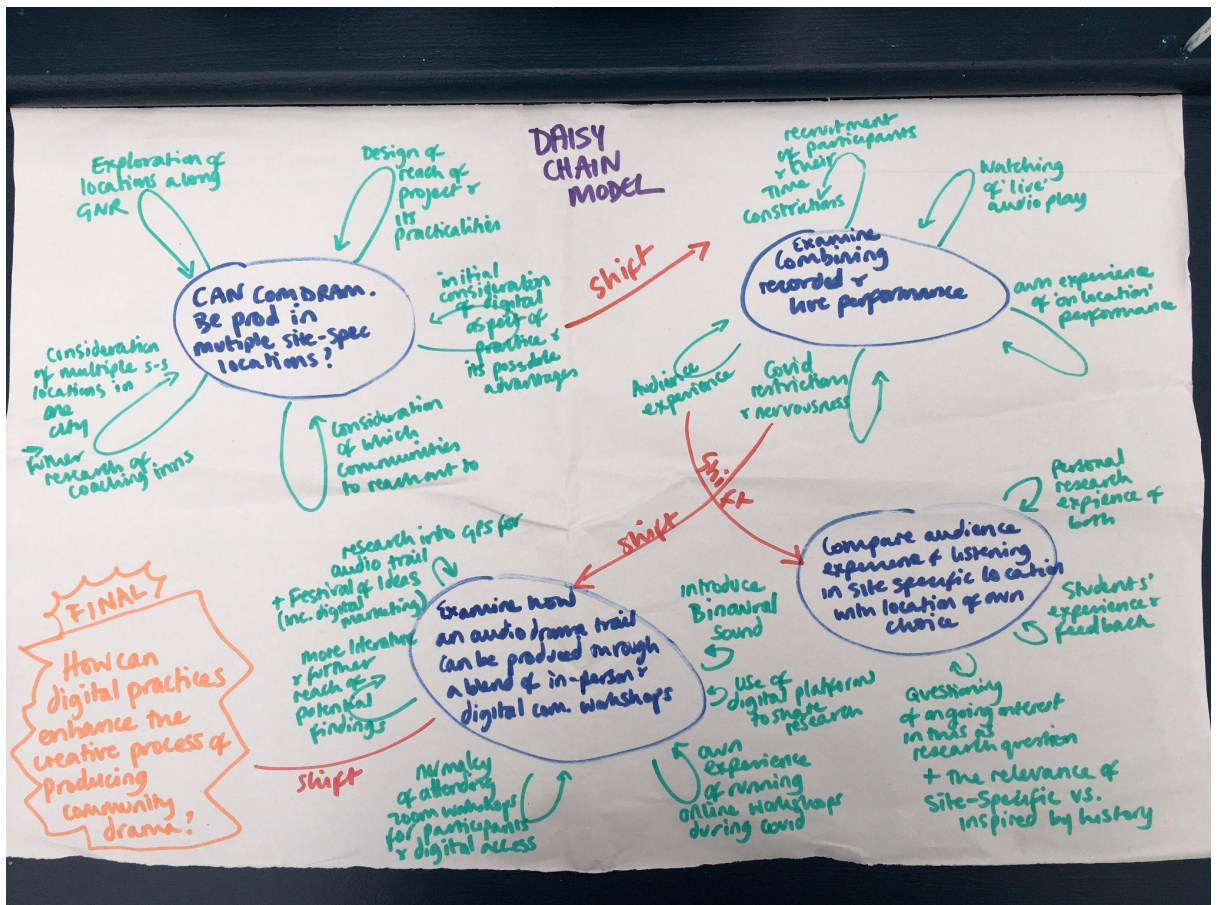 DAISY
CHAIN
MODEL
Exploration of
locations along
GNR
Design of
reach of
project &
its
practicalities
CAN COMDRAM.
Be prod in
multiple site-spec
locations?
initial
consideration
of digital
aspect of
practice &
its possible
advantages
Consideration
of multiple s-s
locations in
one
city
→ Further
research of
coaching inns
Consideration
of which
communities
to reach out to
shift
recruitment
of participants
& their
Time
constrictions
Watching
of 'live'
audio play
Examine
Combining
recorded &
live performance
own experience
of 'on location'
performance
Audience
experience
Covid
restrictions
& nervousness
shift
shift
Compare audience
experience of listening
in site specific location
with location of own
choice
personal
research
expience of
both
Students'
experience &
feedback
Questioning
of ongoing interest
in this as
research question
+ the relevance of
Site-Specific vs.
inspired by history
research into GPS for
audio trail
+ Festival of Ideas
(inc. digital
marketing)
more literature
& further
reach of
potential
findings
Examine how
an audio drama trail
can be produced through
a blend of in-person &
digital com. workshops
introduce
Binaural
Sound
use of
digital platforms
to share
research
own
experience
of running
online workshops
during covid
normalcy
of attending
zoom workshops
for participants
& digital access
shift
FINAL
How can
digital practices
enhance the
creative process of
producing
community
drama?